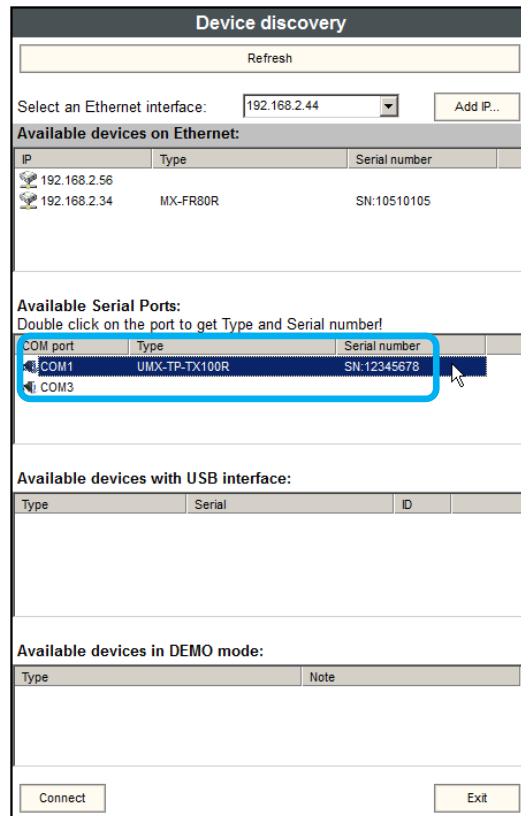 Device discovery
Refresh
Select an Ethernet interface: 192.168.2.44 Add IP...
Available devices on Ethernet:
IP Type Serial number
192.168.2.56
192.168.2.34 MX-FR80R SN:10510105
Available Serial Ports:
Double click on the port to get Type and Serial number!
COM port Type Serial number
COM1 UMX-TP-TX100R SN:12345678
COM3
Available devices with USB interface:
Type Serial ID
Available devices in DEMO mode:
Type Note
Connect Exit